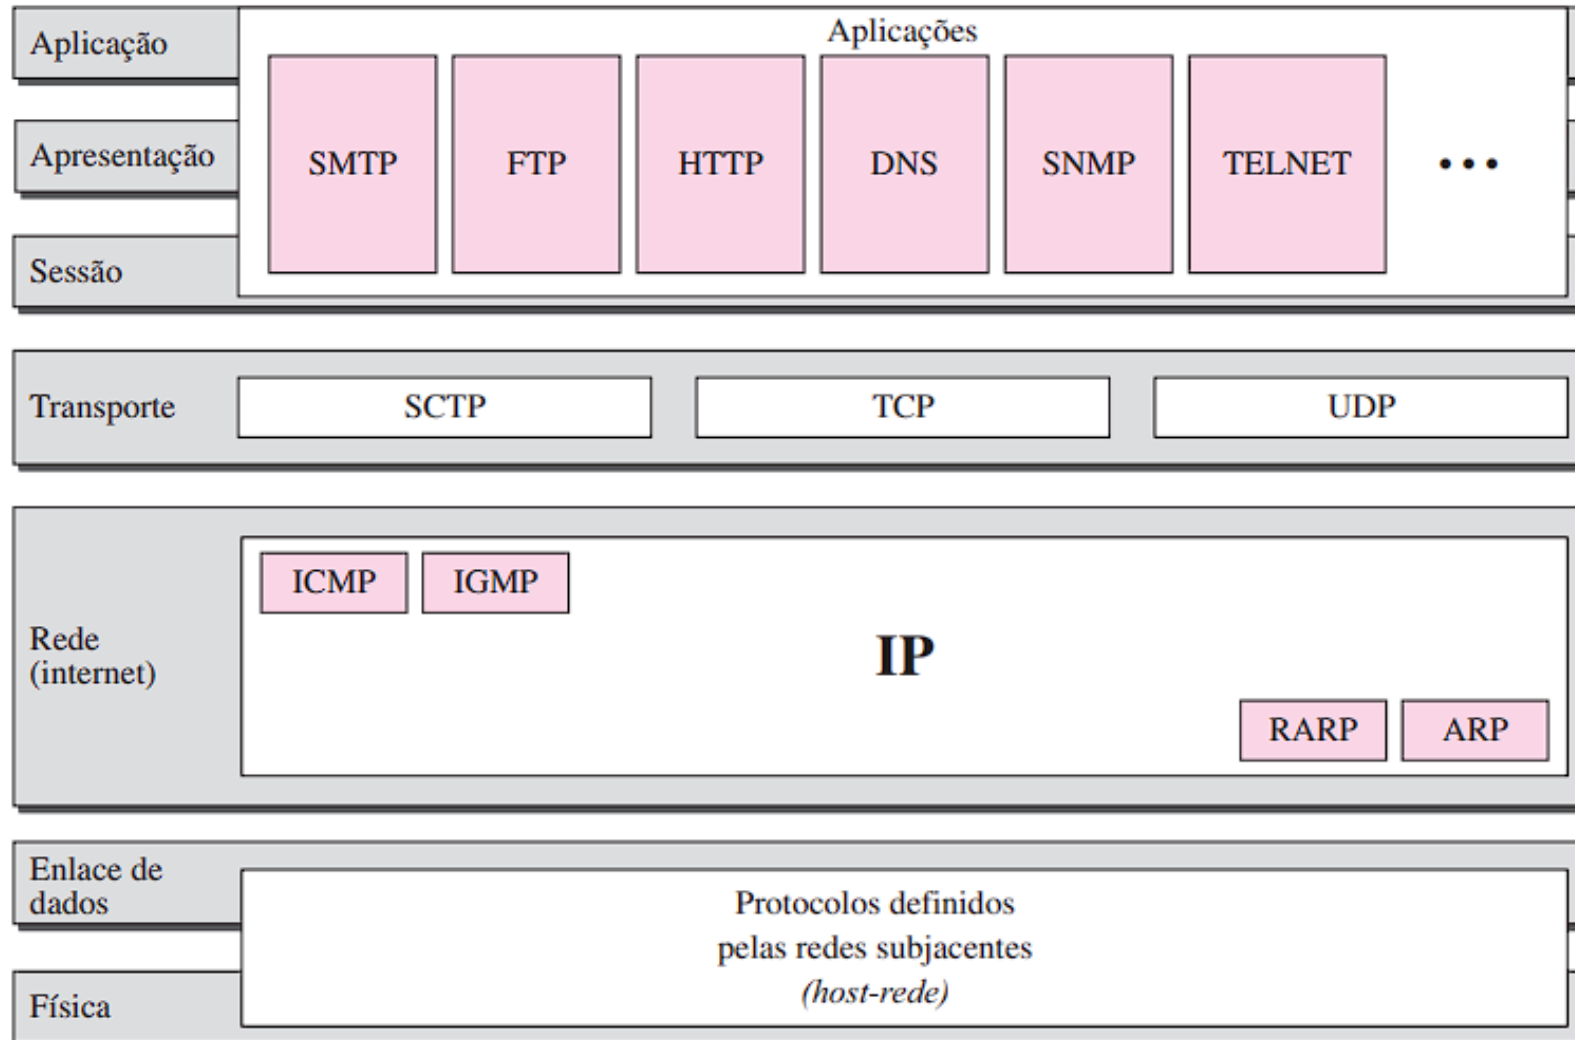 Aplicação
Aplicações
Apresentação
SMTP
FTP
HTTP
DNS
SNMP
TELNET
...
Sessão
Transporte
SCTP
TCP
UDP
Rede
(internet)
ICMP
IGMP
IP
RARP
ARP
Enlace de
dados
Protocolos definidos
pelas redes subjacentes
(host-rede)
Física